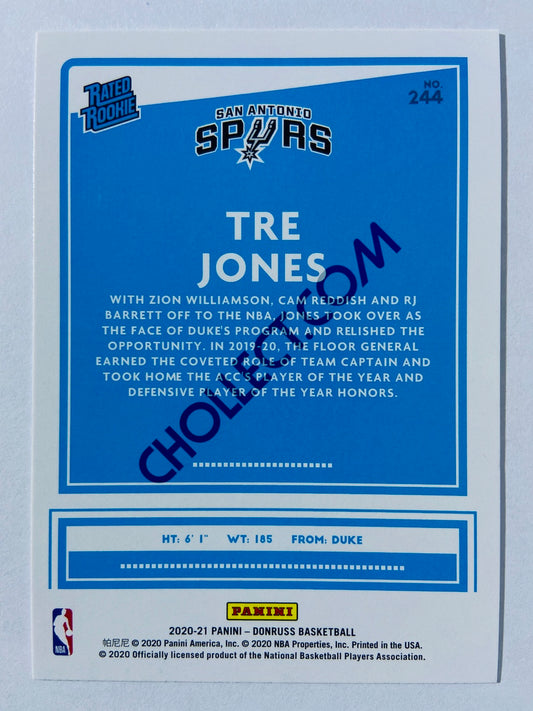 RATED
ROOKIE
NO.
244
SAN ANTONIO
SPURS
TRE
JONES
WITH ZION WILLIAMSON, CAM REDDISH AND RJ
BARRETT OFF TO THE NBA, JONES TOOK OVER AS
THE FACE OF DUKE'S PROGRAM AND RELISHED THE
OPPORTUNITY. IN 2019-20, THE FLOOR GENERAL
EARNED THE COVETED ROLE OF TEAM CAPTAIN AND
TOOK HOME THE ACC'S PLAYER OF THE YEAR AND
DEFENSIVE PLAYER OF THE YEAR HONORS.
CHOLLECT.COM
HT: 6' 1" WT: 185 FROM: DUKE
PANINI
NBA
2020-21 PANINI – DONRUSS BASKETBALL
帕尼尼 © 2020 Panini America, Inc. © 2020 NBA Properties, Inc. Printed in the USA.
© 2020 Officially licensed product of the National Basketball Players Association.